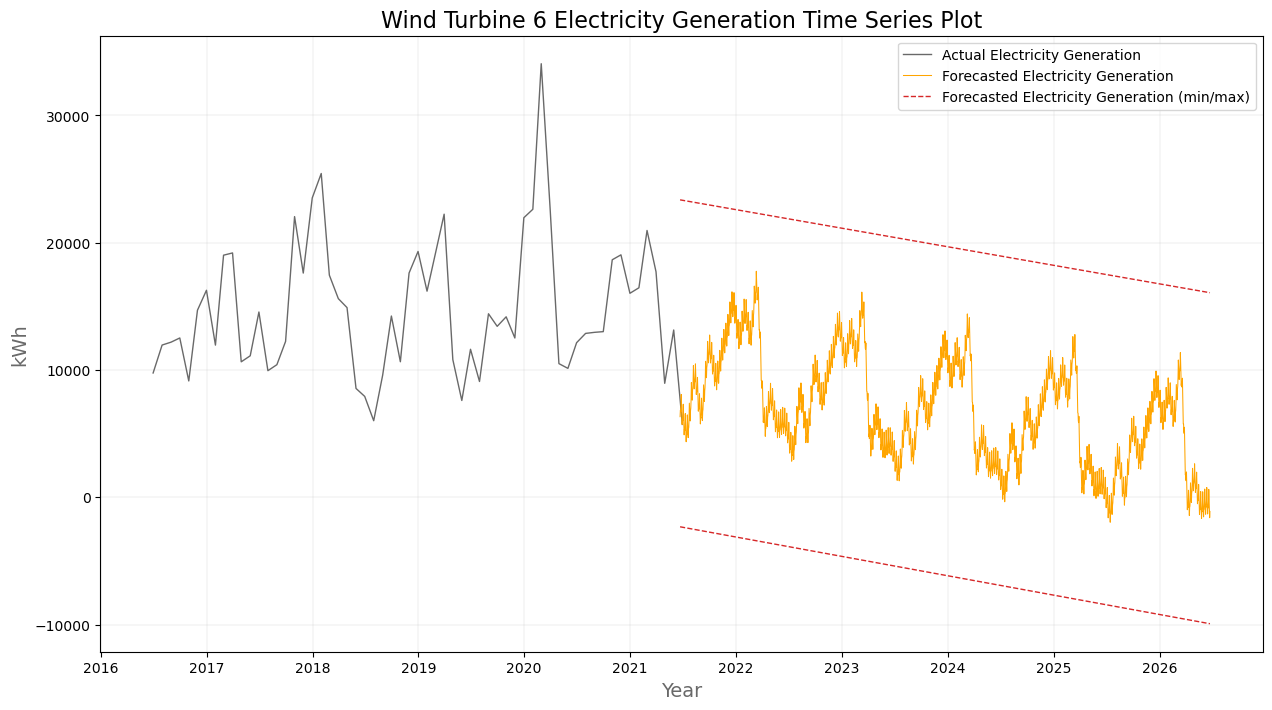 Wind Turbine 6 Electricity Generation Time Series Plot
Actual Electricity Generation
Forecasted Electricity Generation
Forecasted Electricity Generation (min/max)
30000
20000
10000
0
−10000
kWh
2016 2017 2018 2019 2020 2021 2022 2023 2024 2025 2026
Year